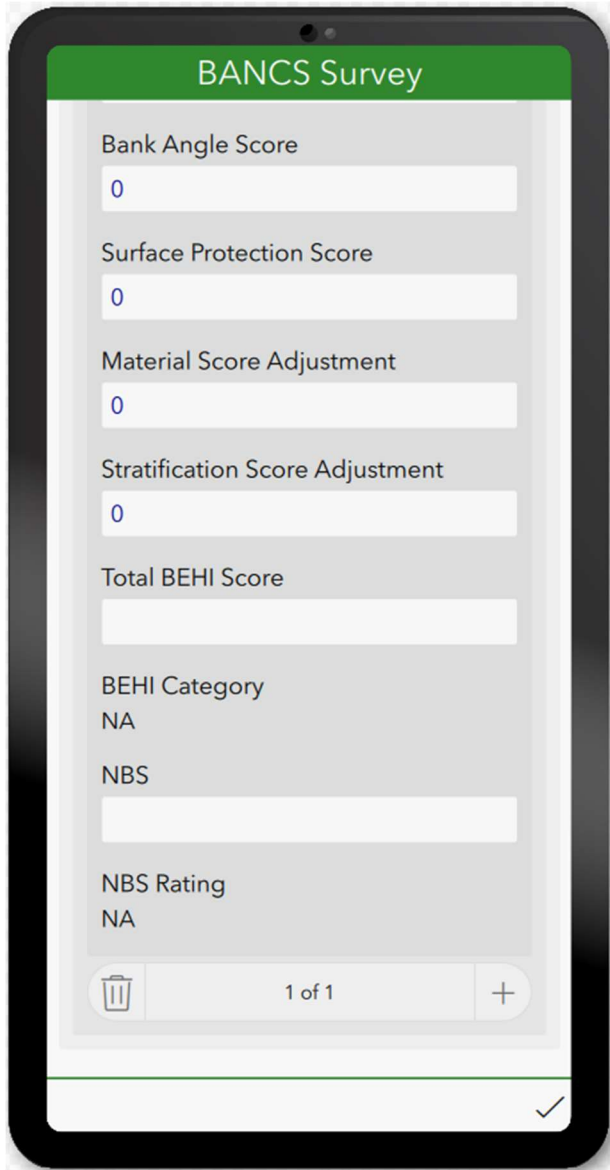 BANCS Survey
Bank Angle Score
0
Surface Protection Score
0
Material Score Adjustment
0
Stratification Score Adjustment
0
Total BEHI Score
BEHI Category
NA
NBS
NBS Rating
NA
1 of 1